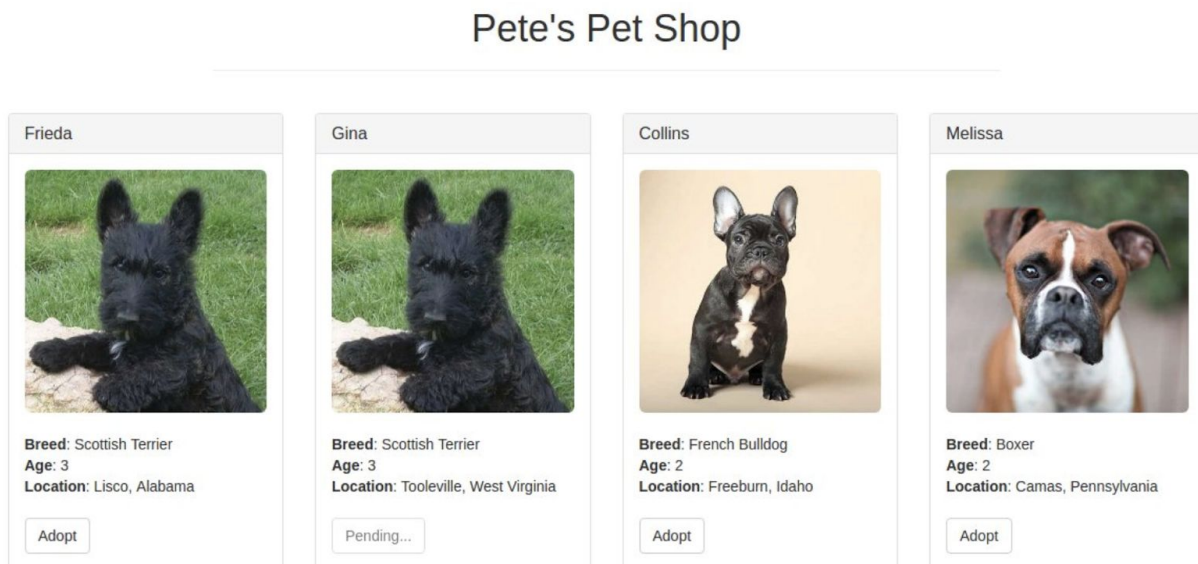 Pete's Pet Shop
Frieda
Breed: Scottish Terrier
Age: 3
Location: Lisco, Alabama
Adopt
Gina
Breed: Scottish Terrier
Age: 3
Location: Tooleville, West Virginia
Pending...
Collins
Breed: French Bulldog
Age: 2
Location: Freeburn, Idaho
Adopt
Melissa
Breed: Boxer
Age: 2
Location: Camas, Pennsylvania
Adopt